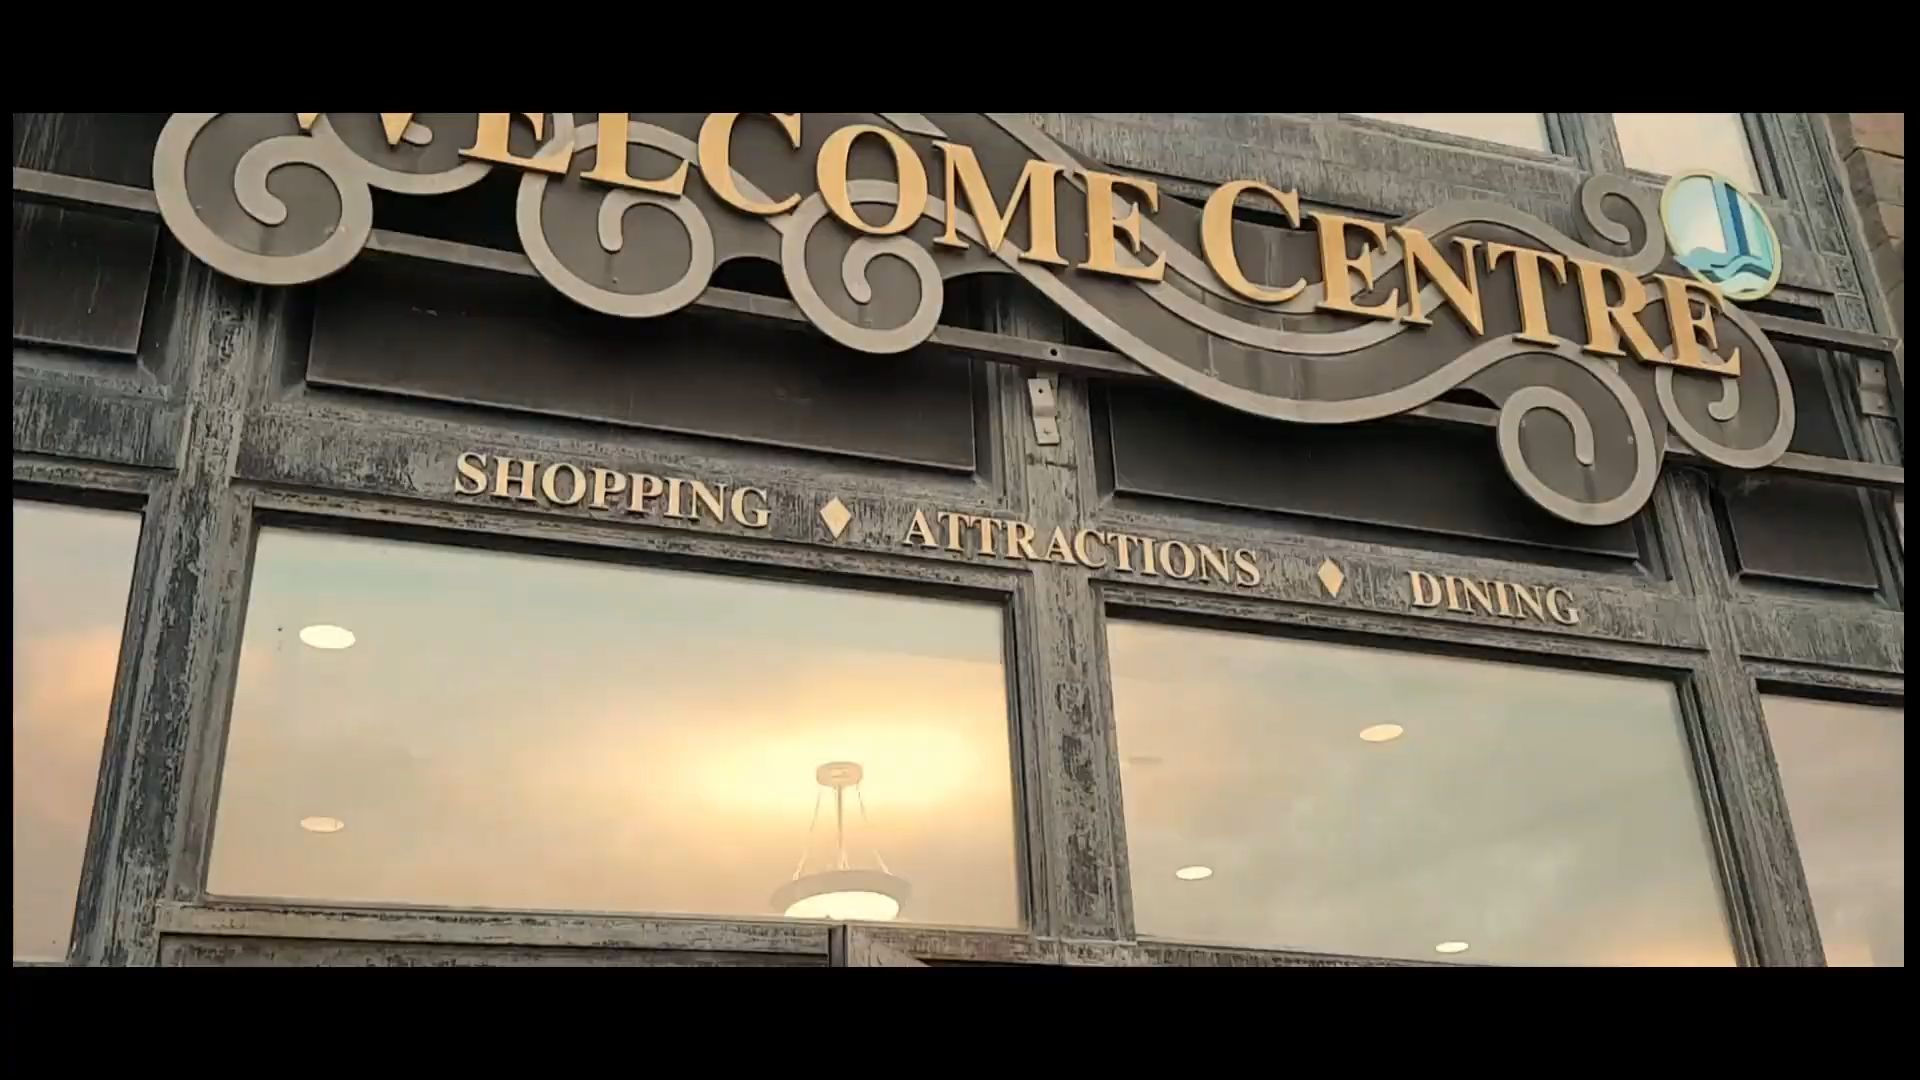 WELCOME CENTRE
SHOPPING ♦ ATTRACTIONS ♦ DINING